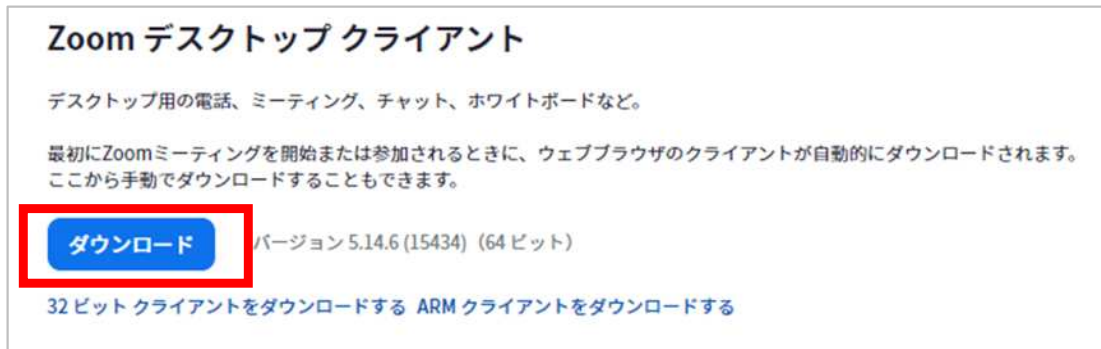 Zoom デスクトップ クライアント
デスクトップ用の電話、ミーティング、チャット、ホワイトボードなど。
最初にZoomミーティングを開始または参加されるときに、ウェブブラウザのクライアントが自動的にダウンロードされます。
ここから手動でダウンロードすることもできます。
ダウンロード バージョン 5.14.6 (15434)（64 ビット）
32 ビット クライアントをダウンロードする ARM クライアントをダウンロードする